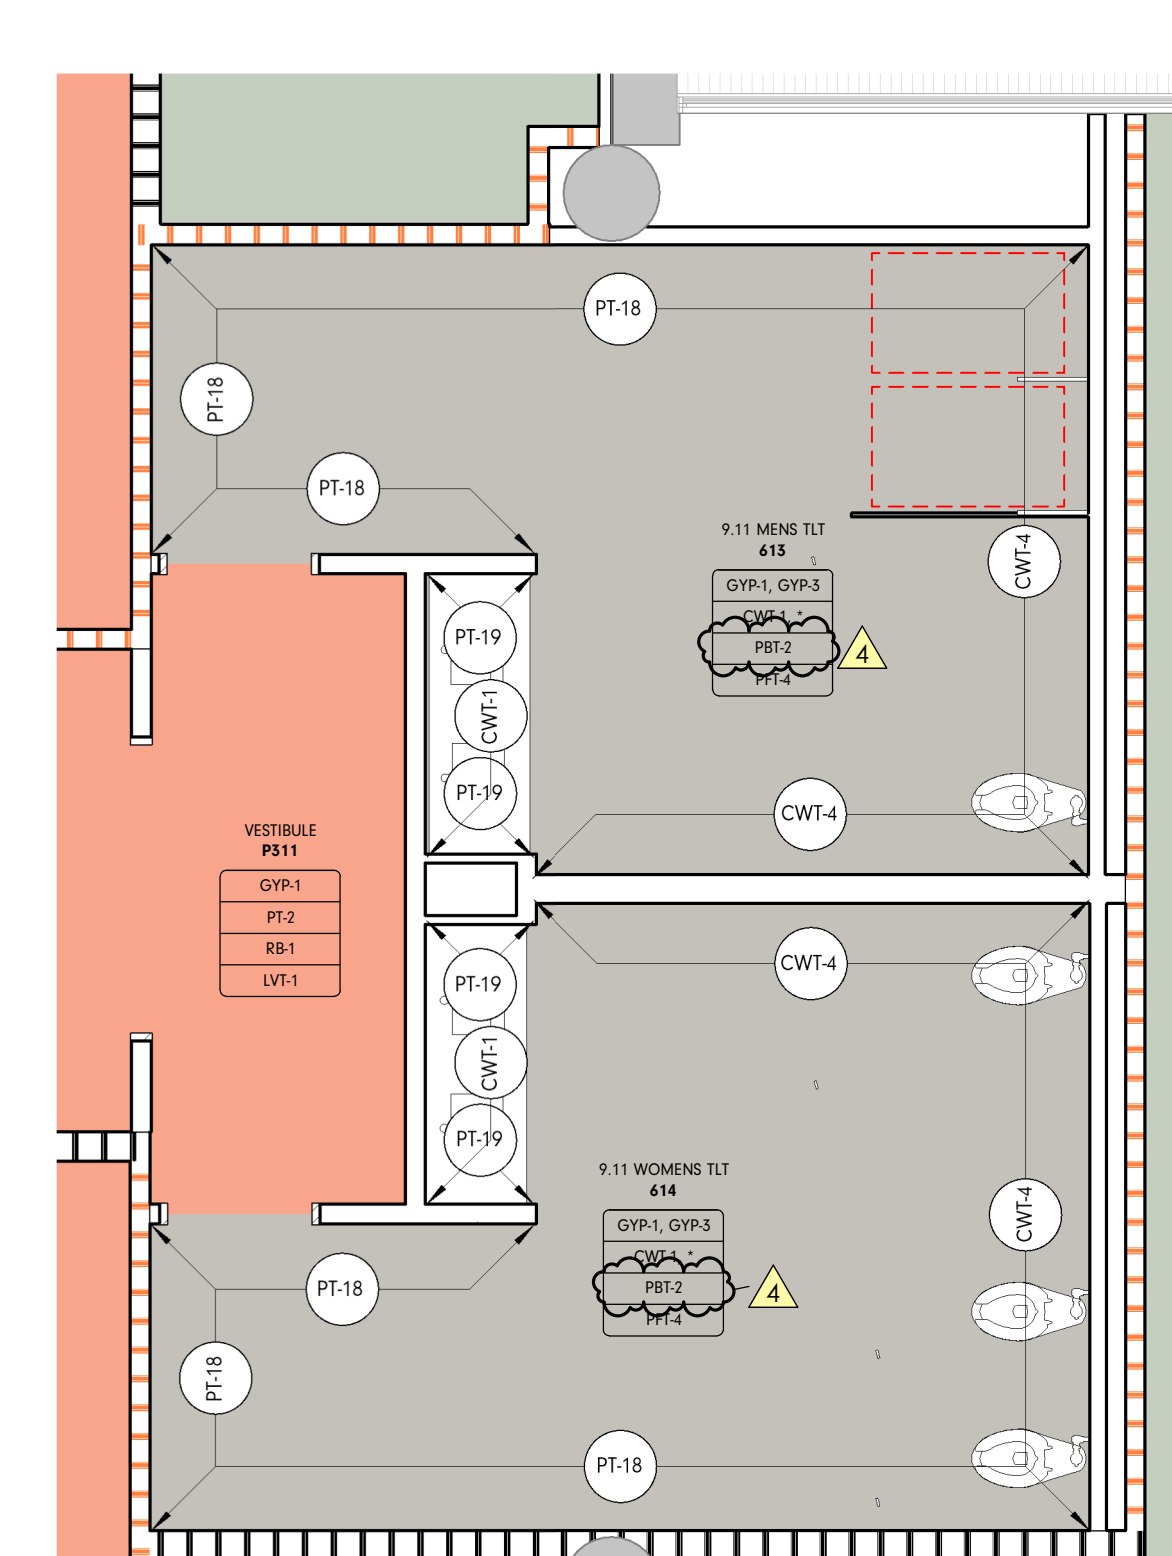 PT-18
PT-18
PT-18
9.11 MENS TLT
613
GYP-1, GYP-3
CWT-1, *
PBT-2
PFT-4
4
CWT-4
PT-19
CWT-1
PT-19
CWT-4
VESTIBULE
P311
GYP-1
PT-2
RB-1
LVT-1
CWT-4
PT-19
CWT-1
PT-19
9.11 WOMENS TLT
614
GYP-1, GYP-3
CWT-1, *
PBT-2
PFT-4
4
CWT-4
PT-18
PT-18
PT-18